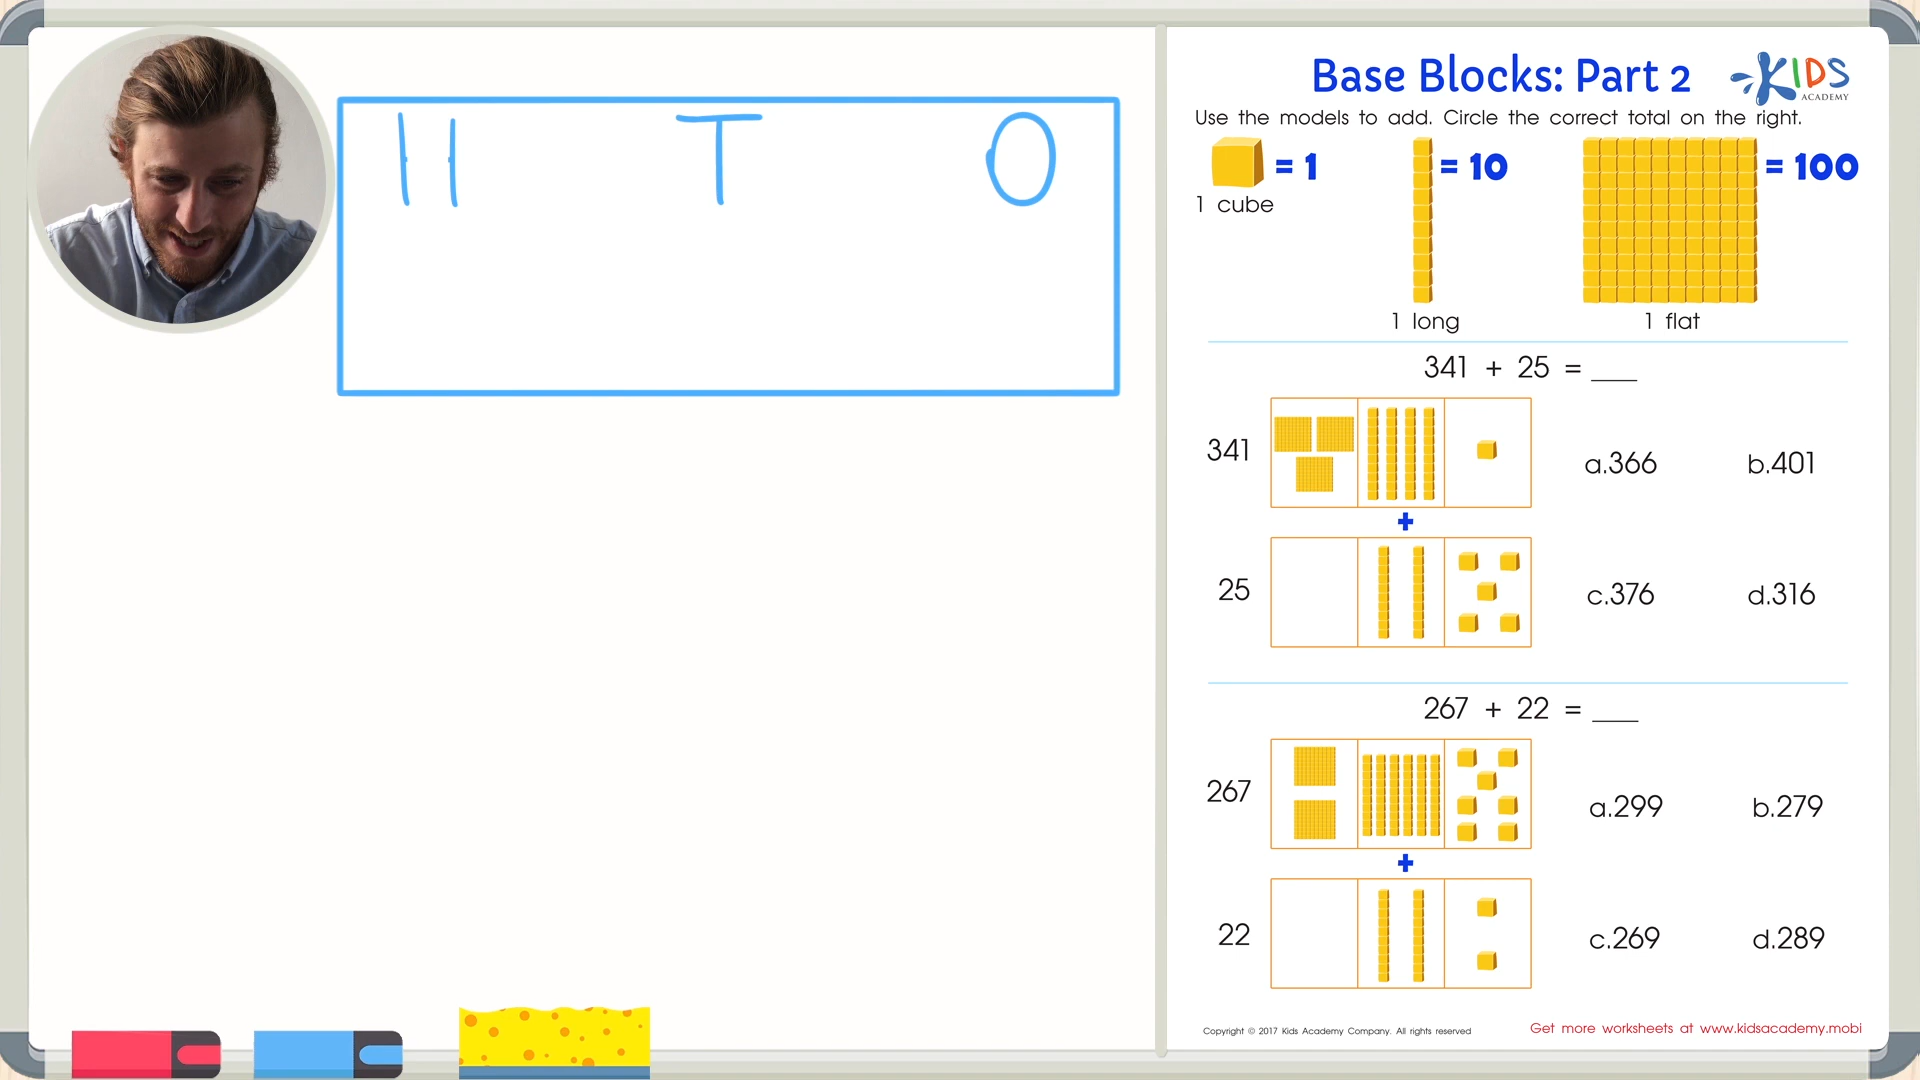 H T O
Base Blocks: Part 2
KIDS
ACADEMY
Use the models to add. Circle the correct total on the right.
= 1
= 10
= 100
1 cube
1 long
1 flat
341 + 25 = ___
341
a.366
b.401
+
25
c.376
d.316
267 + 22 = ___
267
a.299
b.279
+
22
c.269
d.289
Copyright © 2017 Kids Academy Company. All rights reserved
Get more worksheets at www.kidsacademy.mobi